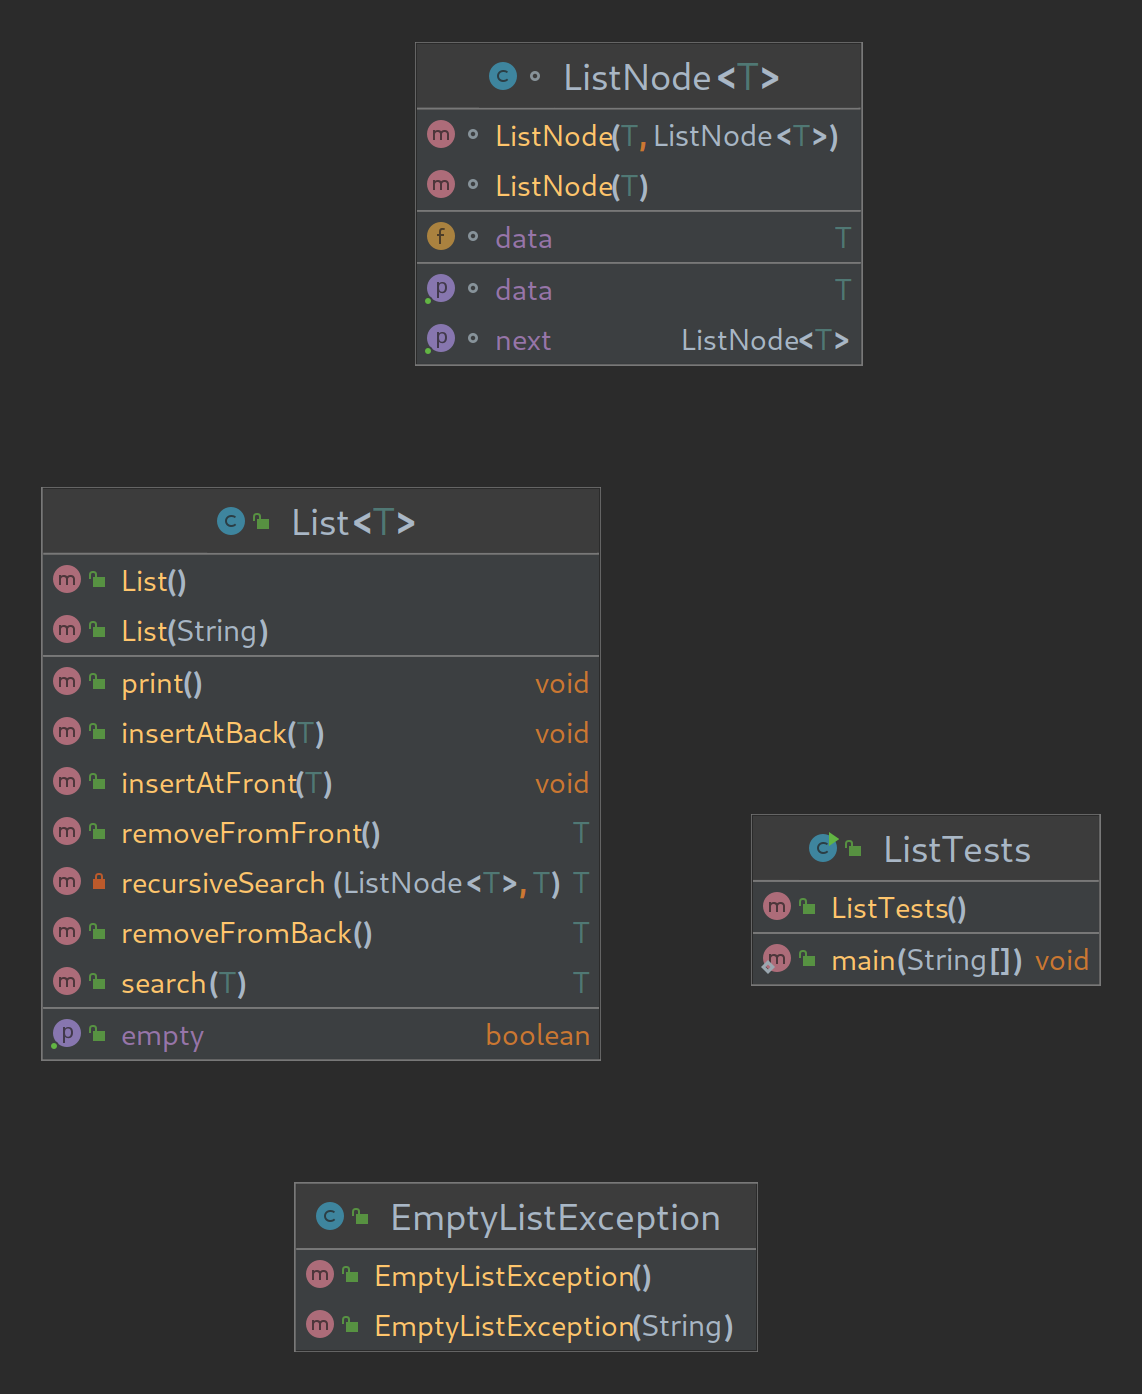 ListNode<T>
ListNode(T, ListNode<T>)
ListNode(T)
data T
data T
next ListNode<T>
List<T>
List()
List(String)
print() void
insertAtBack(T) void
insertAtFront(T) void
removeFromFront() T
recursiveSearch(ListNode<T>, T) T
removeFromBack() T
search(T) T
empty boolean
ListTests
ListTests()
main(String[]) void
EmptyListException
EmptyListException()
EmptyListException(String)